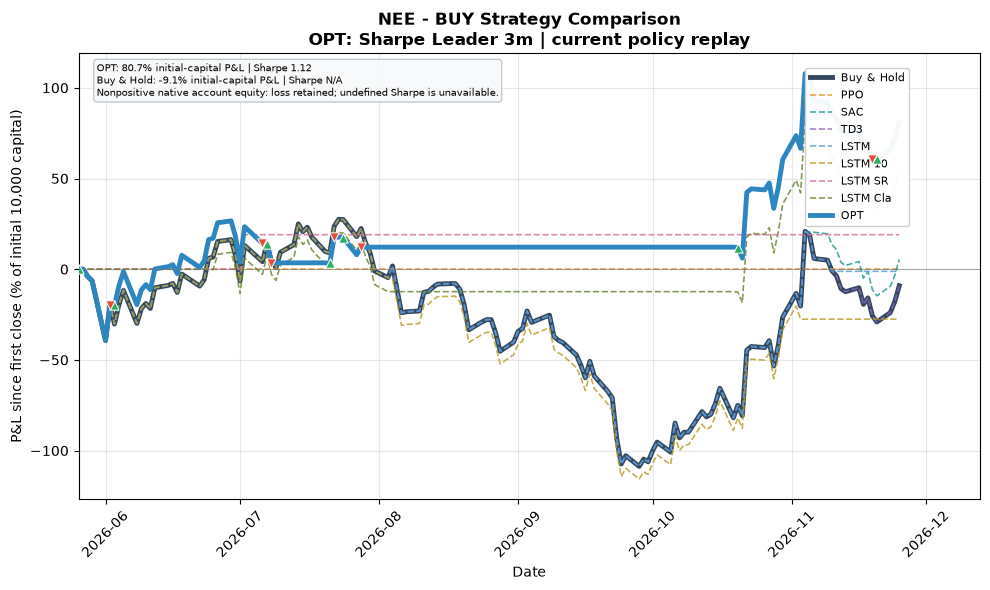 NEE - BUY Strategy Comparison
OPT: Sharpe Leader 3m | current policy replay
OPT: 80.7% initial-capital P&L | Sharpe 1.12
Buy & Hold: -9.1% initial-capital P&L | Sharpe N/A
Nonpositive native account equity: loss retained; undefined Sharpe is unavailable.
Buy & Hold
PPO
SAC
TD3
LSTM
LSTM 10
LSTM SR
LSTM Cla
OPT
P&L since first close (% of initial 10,000 capital)
100
50
0
−50
−100
2026-06
2026-07
2026-08
2026-09
2026-10
2026-11
2026-12
Date